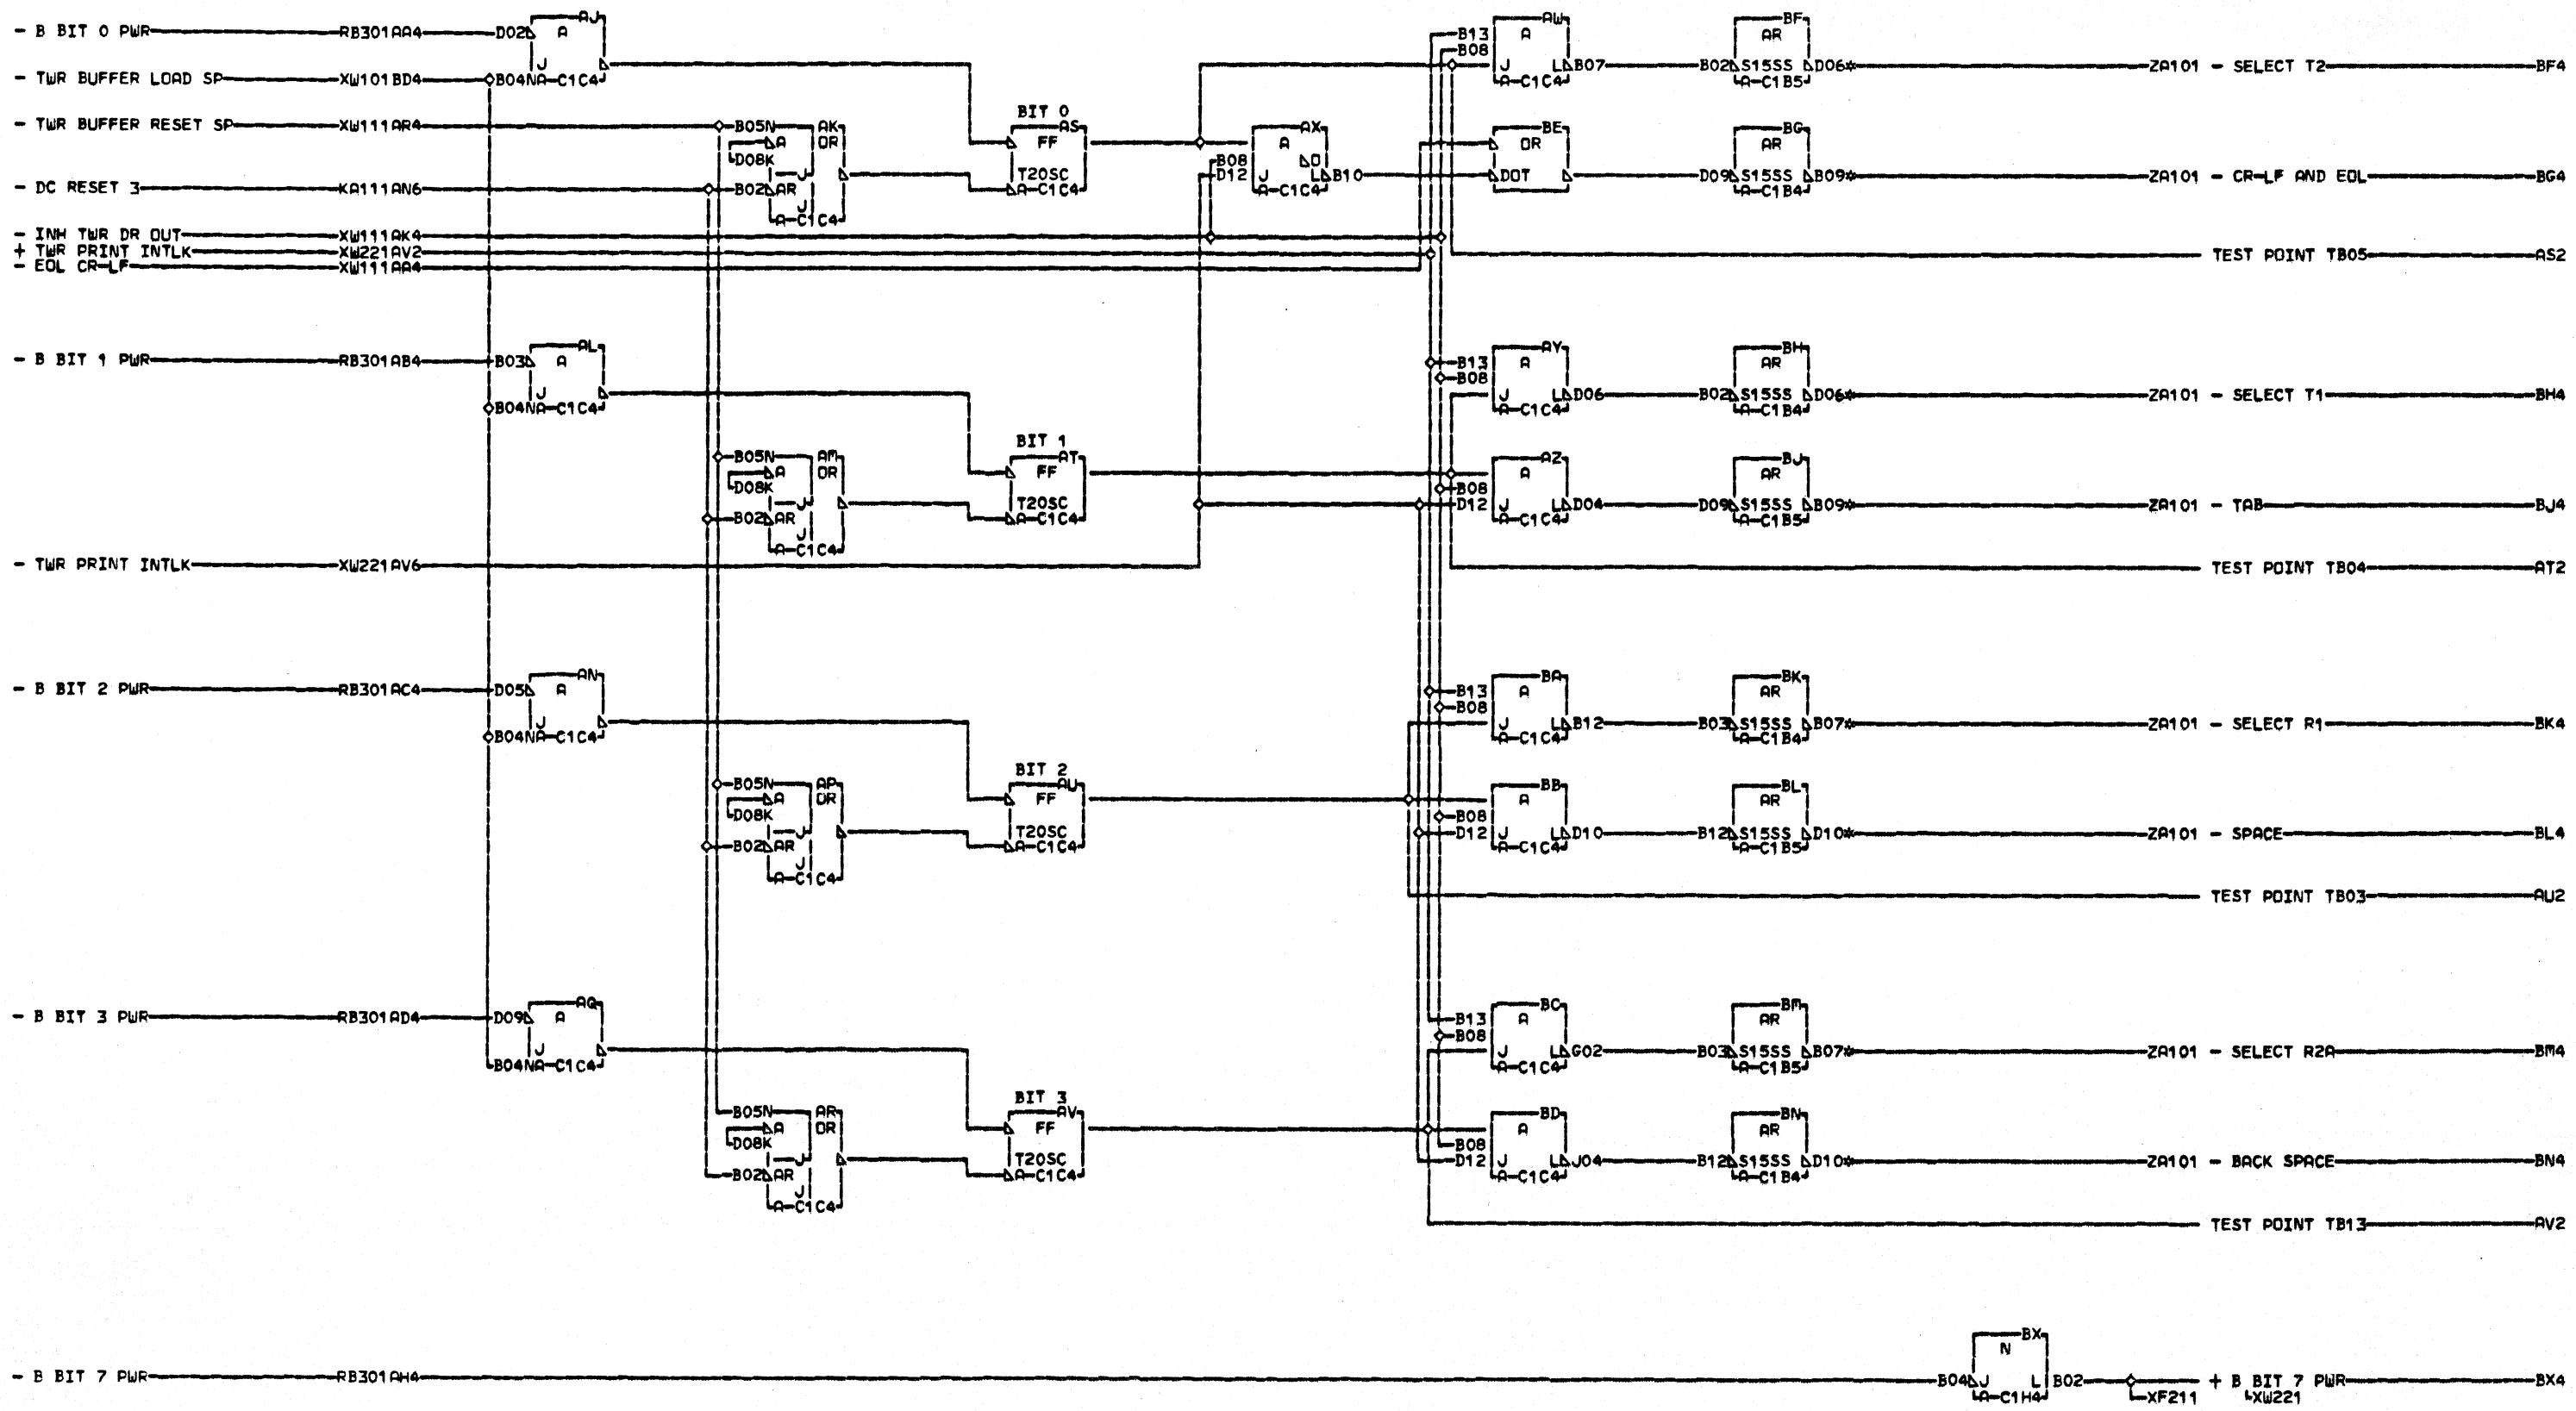 AJ AW BF
- B BIT 0 PWR RB301AA4 D02 A B13 A AR
B08
J J L B07 B02 S15SS D06* ZA101 - SELECT T2 BF4
- TWR BUFFER LOAD SP XW101BD4 B04NA-C1C4 A-C1C4 A-C1B5
BIT 0
- TWR BUFFER RESET SP XW111AR4 B05N AK AS AX BE BG
A OR FF A OR AR
D08K J B08 O
T20SC D12 J L B10 DOT D09 S15SS B09* ZA101 - CR-LF AND EOL BG4
- DC RESET 3 KA111AN6 B02 AR A-C1C4 A-C1C4 A-C1B4
J
A-C1C4
- INH TWR DR OUT XW111AK4
+ TWR PRINT INTLK XW221AV2 TEST POINT TB05 AS2
- EOL CR-LF XW111AA4
AL AY BH
- B BIT 1 PWR RB301AB4 B03 A B13 A AR
B08
J J L D06 B02 S15SS D06* ZA101 - SELECT T1 BH4
B04NA-C1C4 A-C1C4 A-C1B4
BIT 1
B05N AM AT AZ BJ
A OR FF A AR
D08K J B08
T20SC D12 J L D04 D09 S15SS B09* ZA101 - TAB BJ4
B02 AR A-C1C4 A-C1C4 A-C1B5
J
A-C1C4
- TWR PRINT INTLK XW221AV6 TEST POINT TB04 AT2
AN BA BK
- B BIT 2 PWR RB301AC4 D05 A B13 A AR
B08
J J L B12 B03 S15SS B07* ZA101 - SELECT R1 BK4
B04NA-C1C4 A-C1C4 A-C1B4
BIT 2
B05N AP AU BB BL
A OR FF A AR
D08K J B08
T20SC D12 J L D10 B12 S15SS D10* ZA101 - SPACE BL4
B02 AR A-C1C4 A-C1C4 A-C1B5
J
A-C1C4
TEST POINT TB03 AU2
AQ BC BM
- B BIT 3 PWR RB301AD4 D09 A B13 A AR
B08
J J L G02 B03 S15SS B07* ZA101 - SELECT R2A BM4
B04NA-C1C4 A-C1C4 A-C1B5
BIT 3
B05N AR AV BD BN
A OR FF A AR
D08K J B08
T20SC D12 J L J04 B12 S15SS D10* ZA101 - BACK SPACE BN4
B02 AR A-C1C4 A-C1C4 A-C1B4
J
A-C1C4
TEST POINT TB13 AV2
BX
N
- B BIT 7 PWR RB301AH4 B04 J L B02 + B BIT 7 PWR BX4
A-C1H4 XF211 XW221